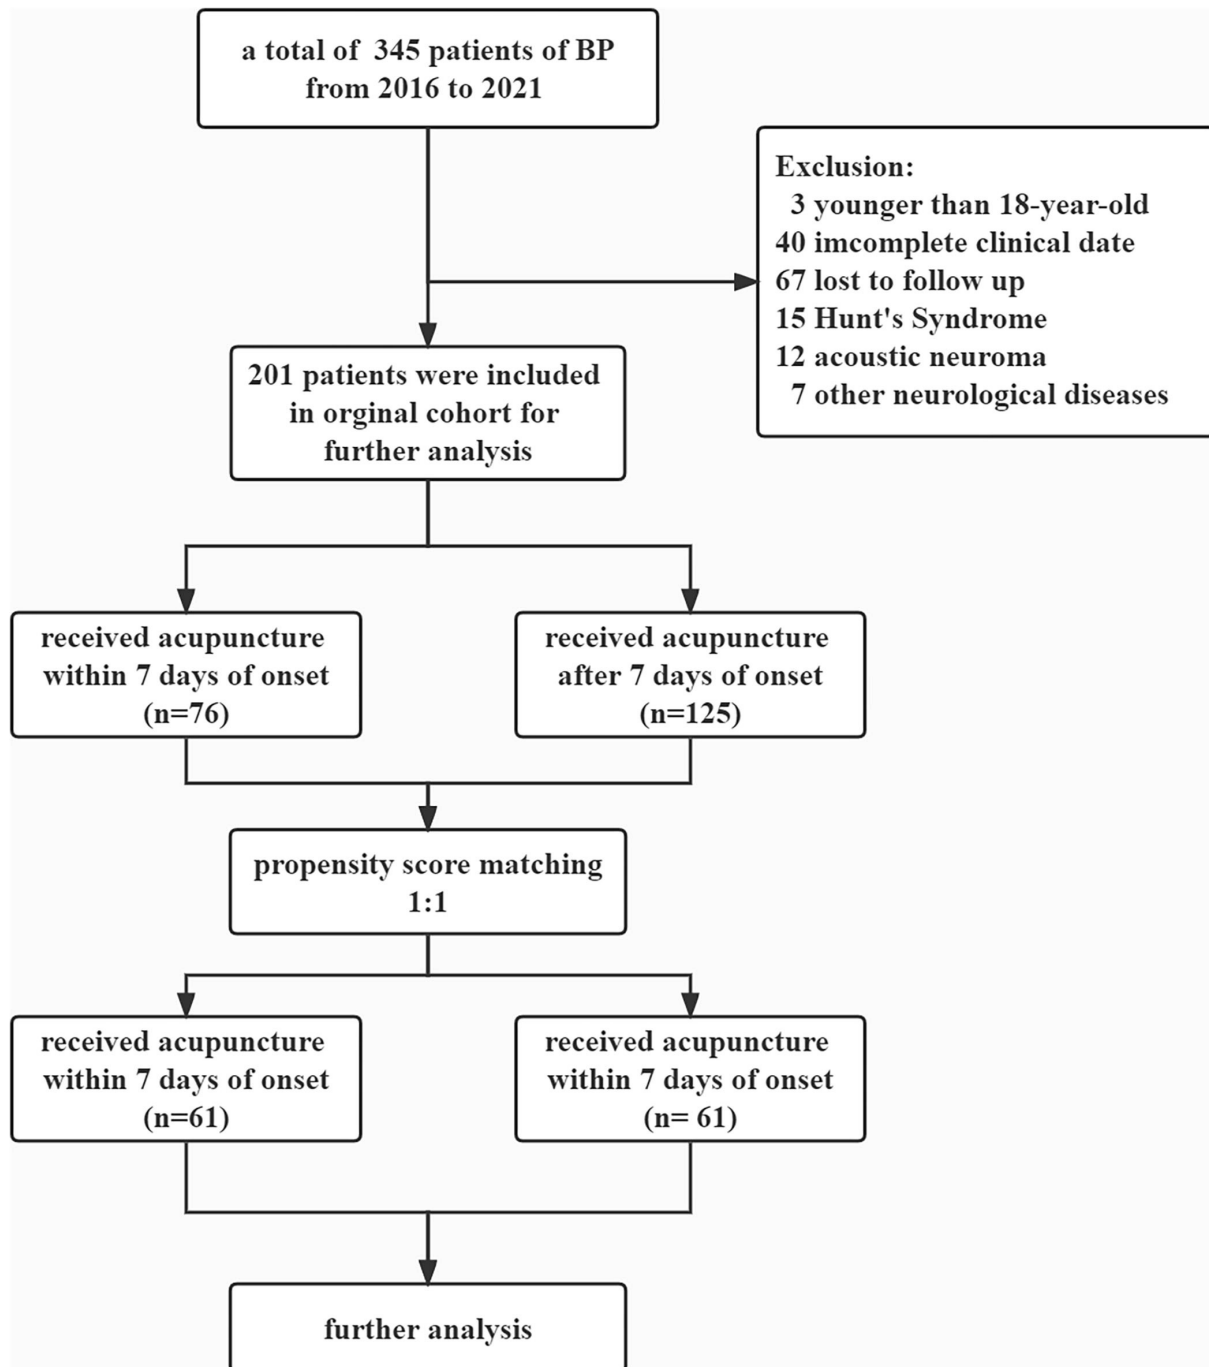 a total of 345 patients of BP
from 2016 to 2021
Exclusion:
3 younger than 18-year-old
40 imcomplete clinical date
67 lost to follow up
15 Hunt's Syndrome
12 acoustic neuroma
7 other neurological diseases
201 patients were included
in orginal cohort for
further analysis
received acupuncture
within 7 days of onset
(n=76)
received acupuncture
after 7 days of onset
(n=125)
propensity score matching
1:1
received acupuncture
within 7 days of onset
(n=61)
received acupuncture
within 7 days of onset
(n= 61)
further analysis